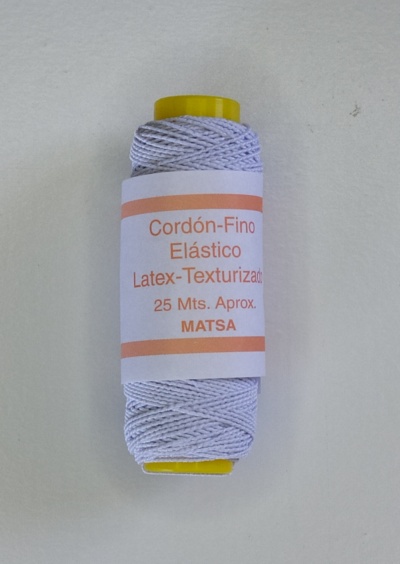 Cordón-Fino
Elástico
Latex-Texturizado
25 Mts. Aprox.
MATSA